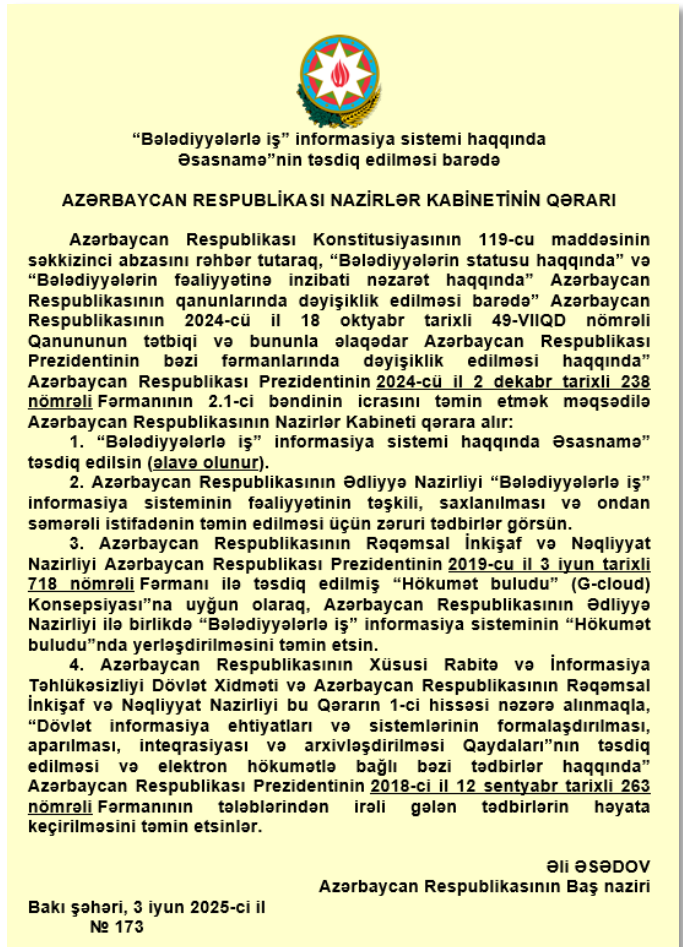 “Bələdiyyələrlə iş” informasiya sistemi haqqında
Əsasnamə”nin təsdiq edilməsi barədə
AZƏRBAYCAN RESPUBLİKASI NAZİRLƏR KABİNETİNİN QƏRARI
Azərbaycan Respublikası Konstitusiyasının 119-cu maddəsinin
səkkizinci abzasını rəhbər tutaraq, “Bələdiyyələrin statusu haqqında” və
“Bələdiyyələrin fəaliyyətinə inzibati nəzarət haqqında” Azərbaycan
Respublikasının qanunlarında dəyişiklik edilməsi barədə” Azərbaycan
Respublikasının 2024-cü il 18 oktyabr tarixli 49-VIIQD nömrəli
Qanununun tətbiqi və bununla əlaqədar Azərbaycan Respublikası
Prezidentinin bəzi fərmanlarında dəyişiklik edilməsi haqqında”
Azərbaycan Respublikası Prezidentinin 2024-cü il 2 dekabr tarixli 238
nömrəli Fərmanının 2.1-ci bəndinin icrasını təmin etmək məqsədilə
Azərbaycan Respublikasının Nazirlər Kabineti qərara alır:
1. “Bələdiyyələrlə iş” informasiya sistemi haqqında Əsasnamə”
təsdiq edilsin (əlavə olunur).
2. Azərbaycan Respublikasının Ədliyyə Nazirliyi “Bələdiyyələrlə iş”
informasiya sisteminin fəaliyyətinin təşkili, saxlanılması və ondan
səmərəli istifadənin təmin edilməsi üçün zəruri tədbirlər görsün.
3. Azərbaycan Respublikasının Rəqəmsal İnkişaf və Nəqliyyat
Nazirliyi Azərbaycan Respublikası Prezidentinin 2019-cu il 3 iyun tarixli
718 nömrəli Fərmanı ilə təsdiq edilmiş “Hökumət buludu” (G-cloud)
Konsepsiyası”na uyğun olaraq, Azərbaycan Respublikasının Ədliyyə
Nazirliyi ilə birlikdə “Bələdiyyələrlə iş” informasiya sisteminin “Hökumət
buludu”nda yerləşdirilməsini təmin etsin.
4. Azərbaycan Respublikasının Xüsusi Rabitə və İnformasiya
Təhlükəsizliyi Dövlət Xidməti və Azərbaycan Respublikasının Rəqəmsal
İnkişaf və Nəqliyyat Nazirliyi bu Qərarın 1-ci hissəsi nəzərə alınmaqla,
“Dövlət informasiya ehtiyatları və sistemlərinin formalaşdırılması,
aparılması, inteqrasiyası və arxivləşdirilməsi Qaydaları”nın təsdiq
edilməsi və elektron hökumətlə bağlı bəzi tədbirlər haqqında”
Azərbaycan Respublikası Prezidentinin 2018-ci il 12 sentyabr tarixli 263
nömrəli Fərmanının tələblərindən irəli gələn tədbirlərin həyata
keçirilməsini təmin etsinlər.
Əli ƏSƏDOV
Azərbaycan Respublikasının Baş naziri
Bakı şəhəri, 3 iyun 2025-ci il
№ 173